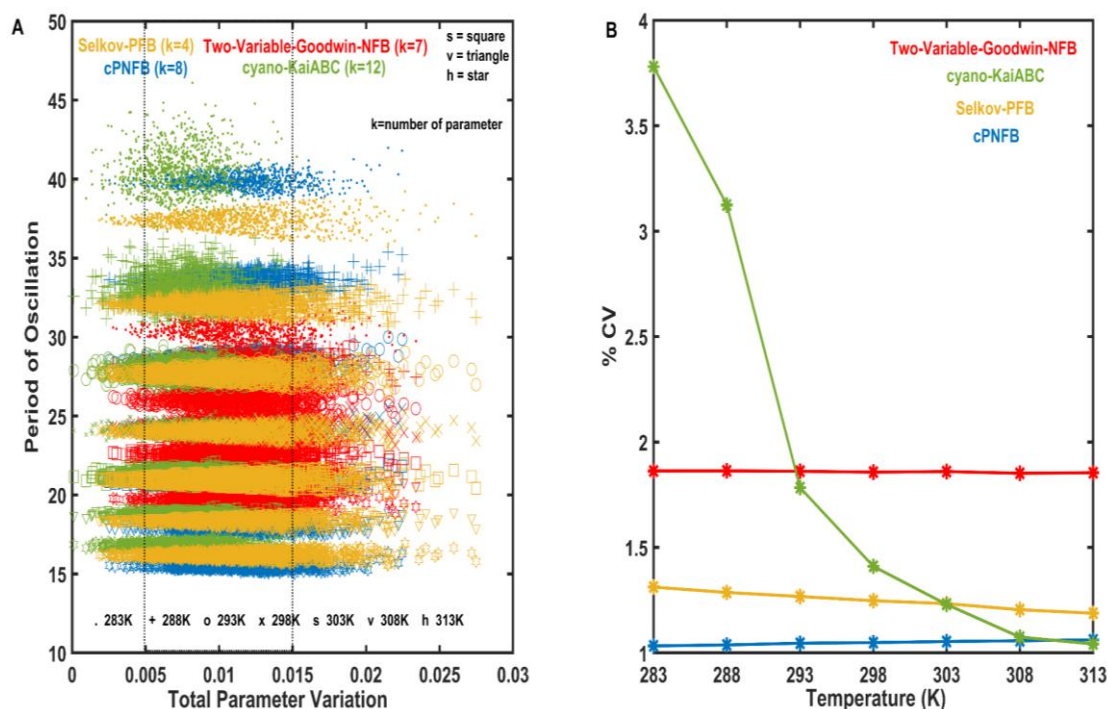 A
50
45
40
35
30
25
20
15
10
Period of Oscillation
Selkov-PFB (k=4) Two-Variable-Goodwin-NFB (k=7)
cPNFB (k=8) cyano-KaiABC (k=12)
s = square
v = triangle
h = star
k=number of parameter
. 283K + 288K o 293K x 298K s 303K v 308K h 313K
0 0.005 0.01 0.015 0.02 0.025 0.03
Total Parameter Variation
B
4
3.5
3
2.5
2
1.5
1
% CV
Two-Variable-Goodwin-NFB
cyano-KaiABC
Selkov-PFB
cPNFB
283 288 293 298 303 308 313
Temperature (K)